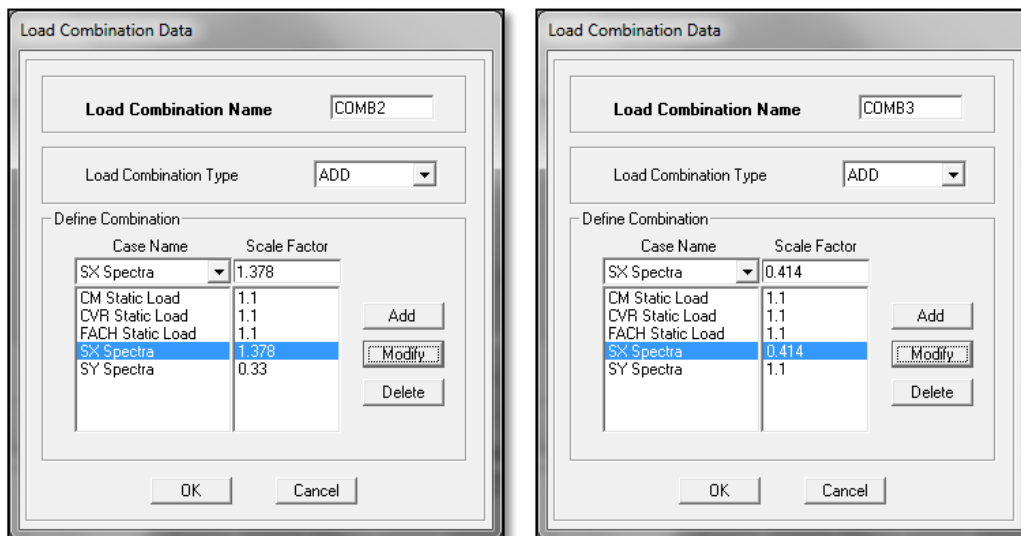 Load Combination Data
Load Combination Name COMB2
Load Combination Type ADD
Define Combination
Case Name Scale Factor
SX Spectra 1.378
CM Static Load 1.1
CVR Static Load 1.1
FACH Static Load 1.1
SX Spectra 1.378
SY Spectra 0.33
Add
Modify
Delete
OK Cancel
Load Combination Data
Load Combination Name COMB3
Load Combination Type ADD
Define Combination
Case Name Scale Factor
SX Spectra 0.414
CM Static Load 1.1
CVR Static Load 1.1
FACH Static Load 1.1
SX Spectra 0.414
SY Spectra 1.1
Add
Modify
Delete
OK Cancel